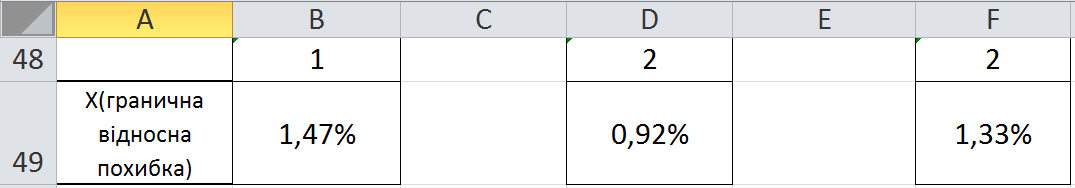 A B C D E F
48 1 2 2
X(гранична
відносна
похибка)
49 1,47% 0,92% 1,33%